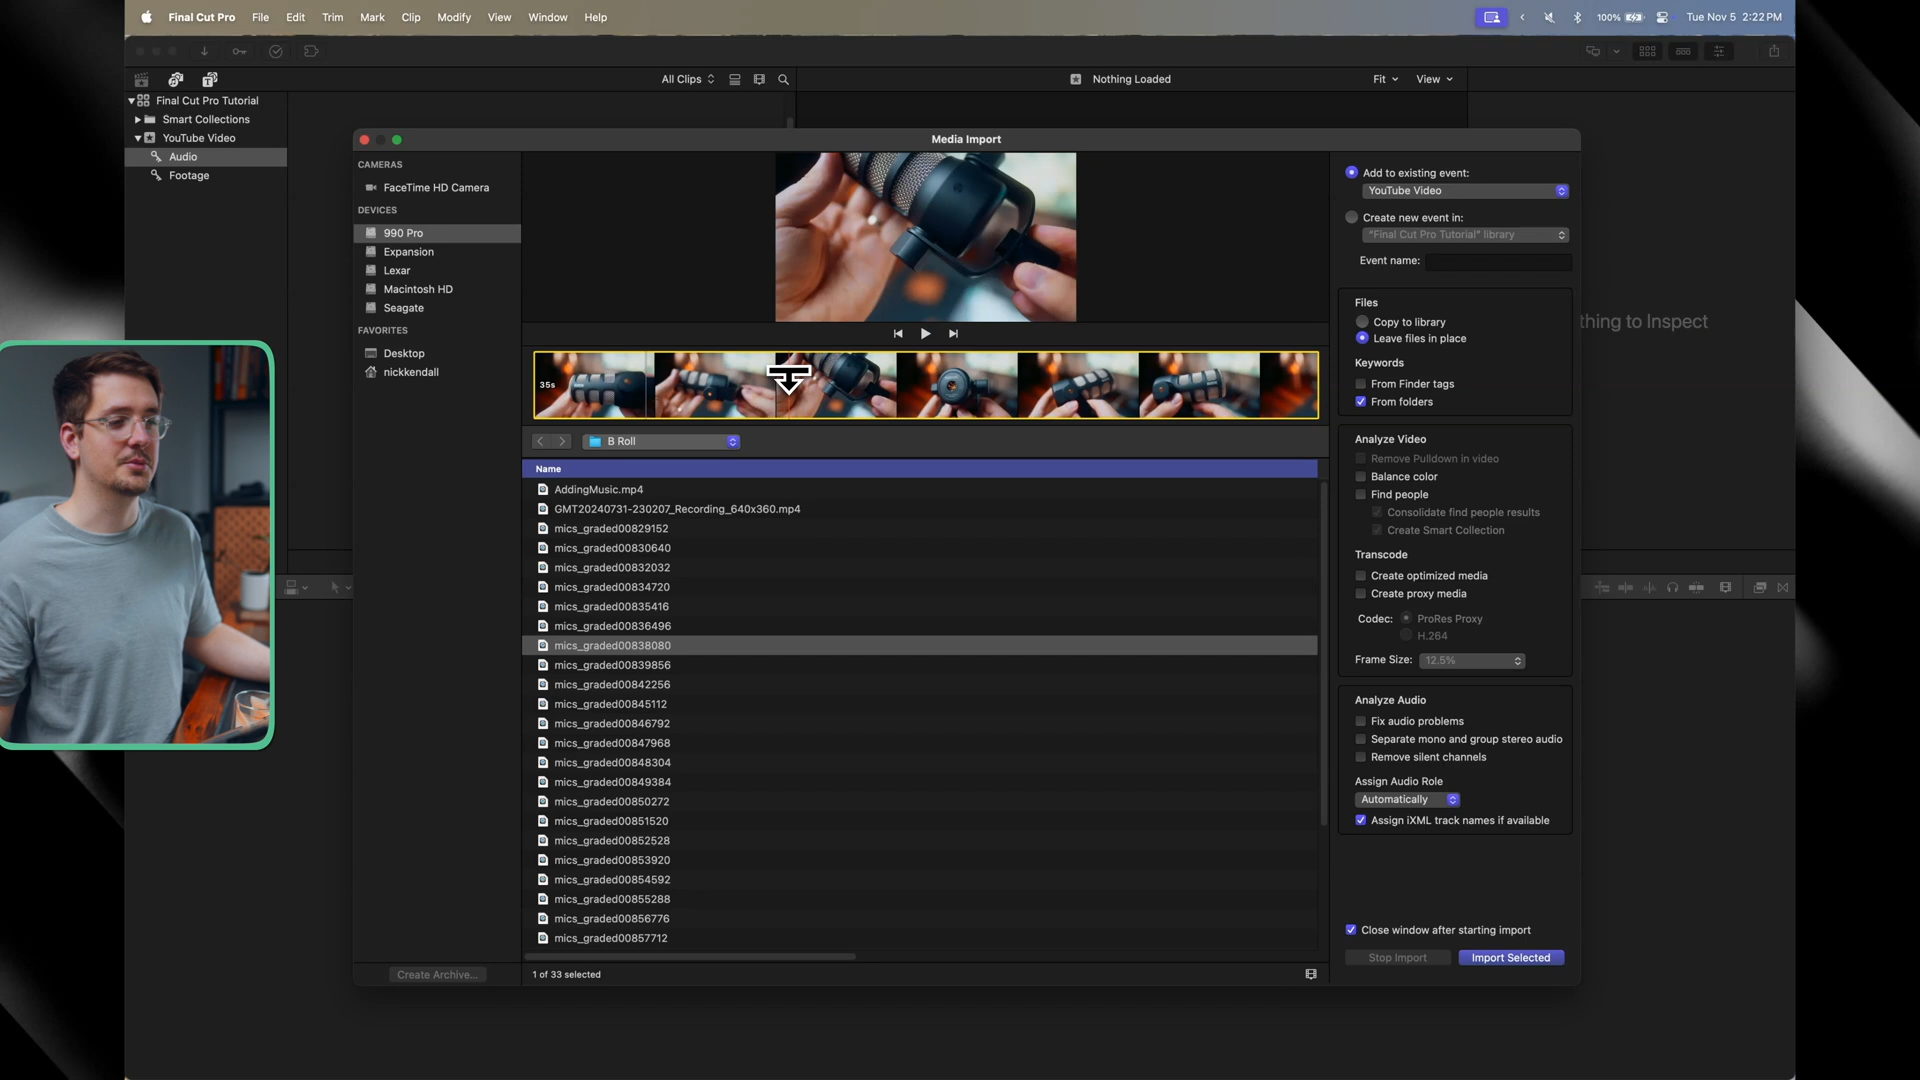 Final Cut Pro File Edit Trim Mark Clip Modify View Window Help
100% Tue Nov 5 2:22 PM
All Clips
Nothing Loaded
Fit View
Final Cut Pro Tutorial
Smart Collections
YouTube Video
Audio
Footage
Media Import
CAMERAS
FaceTime HD Camera
DEVICES
990 Pro
Expansion
Lexar
Macintosh HD
Seagate
FAVORITES
Desktop
nickkendall
35s
B Roll
Name
AddingMusic.mp4
GMT20240731-230207_Recording_640x360.mp4
mics_graded00829152
mics_graded00830640
mics_graded00832032
mics_graded00834720
mics_graded00835416
mics_graded00836496
mics_graded00838080
mics_graded00839856
mics_graded00842256
mics_graded00845112
mics_graded00846792
mics_graded00847968
mics_graded00848304
mics_graded00849384
mics_graded00850272
mics_graded00851520
mics_graded00852528
mics_graded00853920
mics_graded00854592
mics_graded00855288
mics_graded00856776
mics_graded00857712
Create Archive...
1 of 33 selected
Add to existing event:
YouTube Video
Create new event in:
"Final Cut Pro Tutorial" library
Event name:
Files
Copy to library
Leave files in place
Keywords
From Finder tags
From folders
Analyze Video
Remove Pulldown in video
Balance color
Find people
Consolidate find people results
Create Smart Collection
Transcode
Create optimized media
Create proxy media
Codec: ProRes Proxy
H.264
Frame Size: 12.5%
Analyze Audio
Fix audio problems
Separate mono and group stereo audio
Remove silent channels
Assign Audio Role
Automatically
Assign iXML track names if available
Close window after starting import
Stop Import Import Selected
thing to Inspect